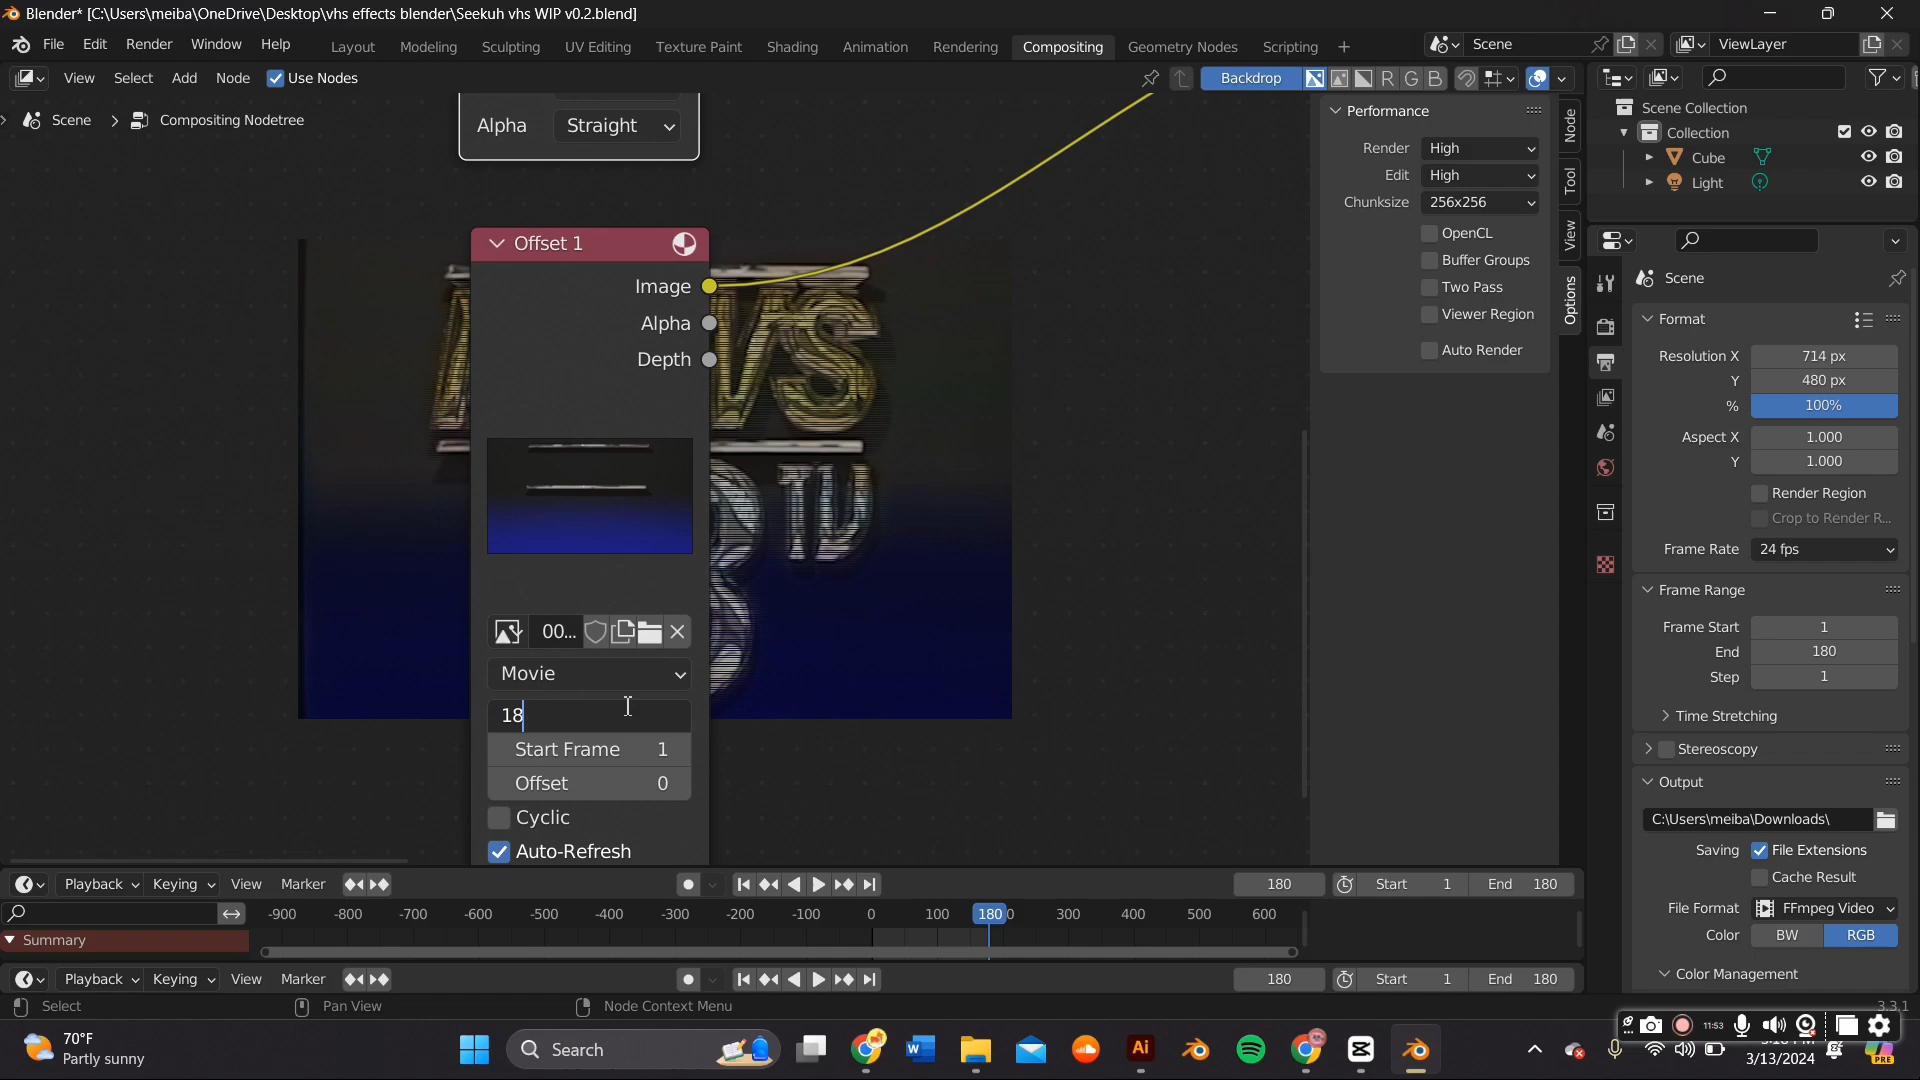 Blender* [C:\Users\meiba\OneDrive\Desktop\vhs effects blender\Seekuh vhs WIP v0.2.blend]
File Edit Render Window Help Layout Modeling Sculpting UV Editing Texture Paint Shading Animation Rendering Compositing Geometry Nodes Scripting + Scene ViewLayer
View Select Add Node Use Nodes Backdrop R G B
Scene > Compositing Nodetree
Alpha Straight
Performance
Render High
Edit High
Chunksize 256x256
OpenCL
Buffer Groups
Two Pass
Viewer Region
Auto Render
Node
Tool
View
Options
Scene Collection
Collection
Cube
Light
Scene
Format
Resolution X 714 px
Y 480 px
% 100%
Aspect X 1.000
Y 1.000
Render Region
Crop to Render R...
Frame Rate 24 fps
Frame Range
Frame Start 1
End 180
Step 1
Time Stretching
Stereoscopy
Output
C:\Users\meiba\Downloads\
Saving File Extensions
Cache Result
File Format FFmpeg Video
Color BW RGB
Color Management
Offset 1
Image
Alpha
Depth
VS
TV
00...
Movie
18
Start Frame 1
Offset 0
Cyclic
Auto-Refresh
Playback Keying View Marker 180 Start 1 End 180
-900 -800 -700 -600 -500 -400 -300 -200 -100 0 100 180 300 400 500 600
Summary
Playback Keying View Marker 180 Start 1 End 180
Select Pan View Node Context Menu 3.3.1
70°F
Partly sunny
Search
11:53
3/13/2024
PRE